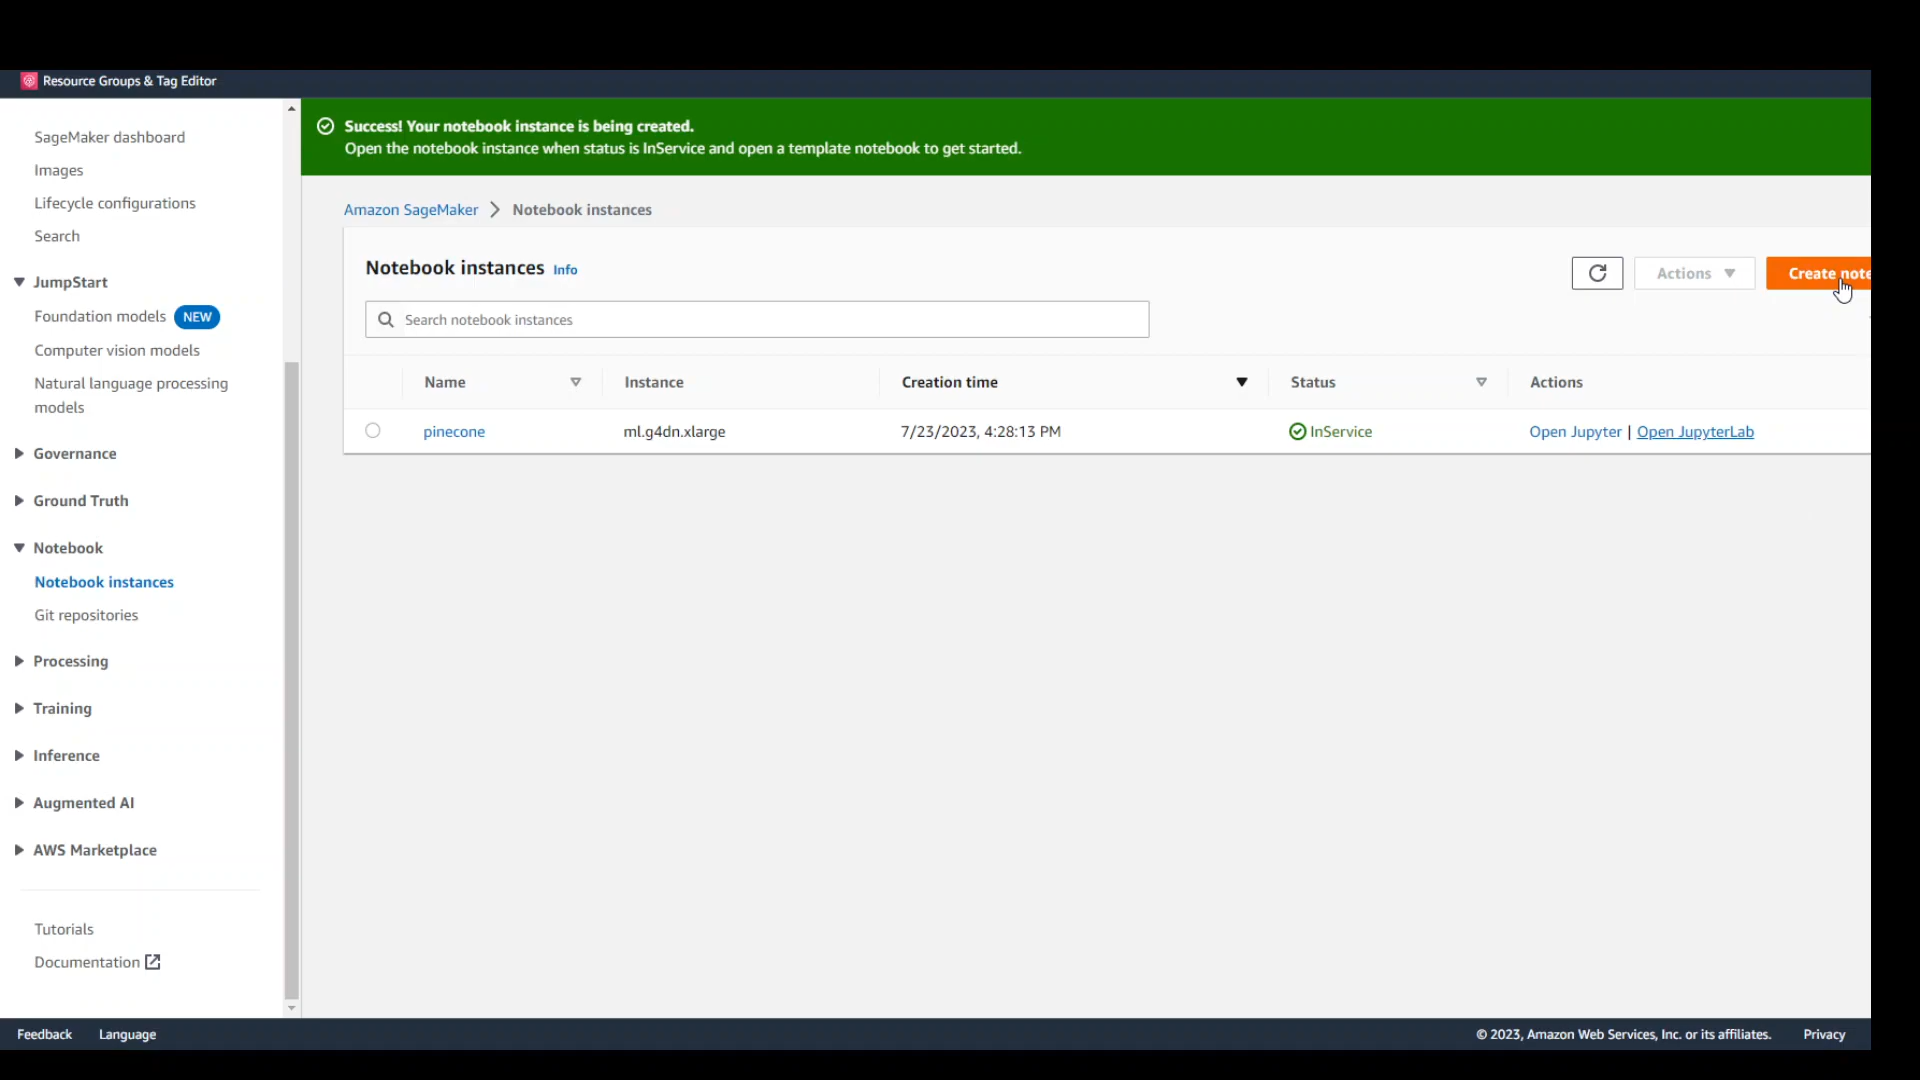 Resource Groups & Tag Editor
SageMaker dashboard
Images
Lifecycle configurations
Search
JumpStart
Foundation models NEW
Computer vision models
Natural language processing
models
Governance
Ground Truth
Notebook
Notebook instances
Git repositories
Processing
Training
Inference
Augmented AI
AWS Marketplace
Tutorials
Documentation
Success! Your notebook instance is being created.
Open the notebook instance when status is InService and open a template notebook to get started.
Amazon SageMaker > Notebook instances
Notebook instances Info
Actions
Create note
Search notebook instances
Name Instance Creation time Status Actions
pinecone ml.g4dn.xlarge 7/23/2023, 4:28:13 PM InService Open Jupyter | Open JupyterLab
Feedback Language © 2023, Amazon Web Services, Inc. or its affiliates. Privacy